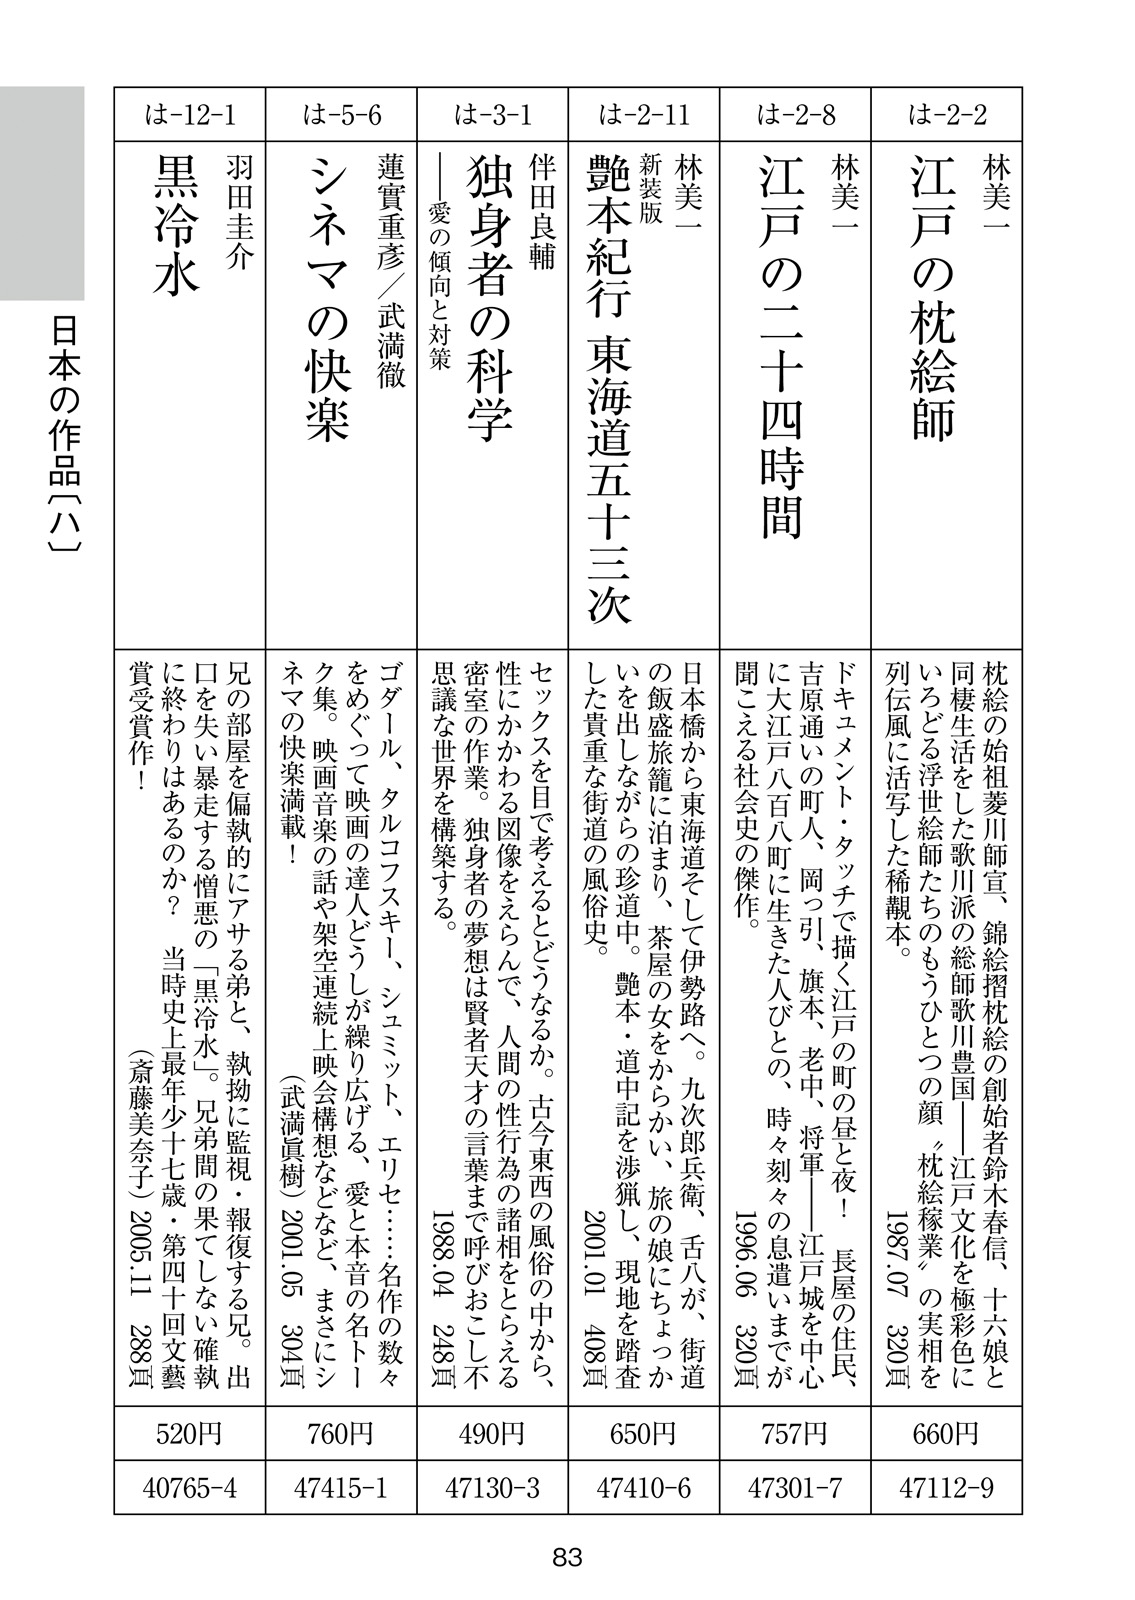 日本の作品〔ハ〕
は-2-2
林美一
江戸の枕絵師
枕絵の始祖菱川師宣、錦絵摺枕絵の創始者鈴木春信、十六娘と
同棲生活をした歌川派の総師歌川豊国――江戸文化を極彩色に
いろどる浮世絵師たちのもうひとつの顔〝枕絵稼業〟の実相を
列伝風に活写した稀覯本。 1987.07 320頁
660円
47112-9
は-2-8
林美一
江戸の二十四時間
ドキュメント・タッチで描く江戸の町の昼と夜！ 長屋の住民、
吉原通いの町人、岡っ引、旗本、老中、将軍――江戸城を中心
に大江戸八百八町に生きた人びとの、時々刻々の息遣いまでが
聞こえる社会史の傑作。 1996.06 320頁
757円
47301-7
は-2-11
林美一
新装版
艶本紀行 東海道五十三次
日本橋から東海道そして伊勢路へ。九次郎兵衛、舌八が、街道
の飯盛旅籠に泊まり、茶屋の女をからかい、旅の娘にちょっか
いを出しながらの珍道中。艶本・道中記を渉猟し、現地を踏査
した貴重な街道の風俗史。 2001.01 408頁
650円
47410-6
は-3-1
伴田良輔
独身者の科学
――愛の傾向と対策
セックスを目で考えるとどうなるか。古今東西の風俗の中から、
性にかかわる図像をえらんで、人間の性行為の諸相をとらえる
密室の作業。独身者の夢想は賢者天才の言葉まで呼びおこし不
思議な世界を構築する。 1988.04 248頁
490円
47130-3
は-5-6
蓮實重彥／武満徹
シネマの快楽
ゴダール、タルコフスキー、シュミット、エリセ……名作の数々
をめぐって映画の達人どうしが繰り広げる、愛と本音の名トー
ク集。映画音楽の話や架空連続上映会構想などなど、まさにシ
ネマの快楽満載！ （武満眞樹）2001.05 304頁
760円
47415-1
は-12-1
羽田圭介
黒冷水
兄の部屋を偏執的にアサる弟と、執拗に監視・報復する兄。出
口を失い暴走する憎悪の「黒冷水」。兄弟間の果てしない確執
に終わりはあるのか？ 当時史上最年少十七歳・第四十回文藝
賞受賞作！ （斎藤美奈子）2005.11 288頁
520円
40765-4
83